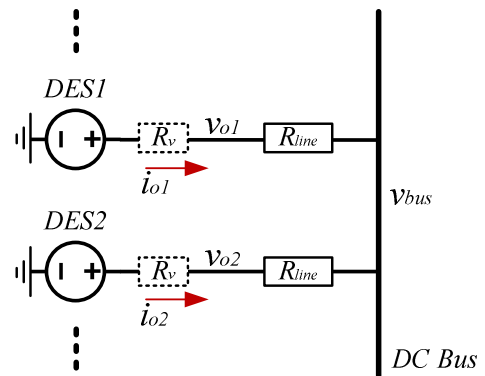 DES1
Rv
vo1
Rline
io1
vbus
DES2
Rv
vo2
Rline
io2
DC Bus